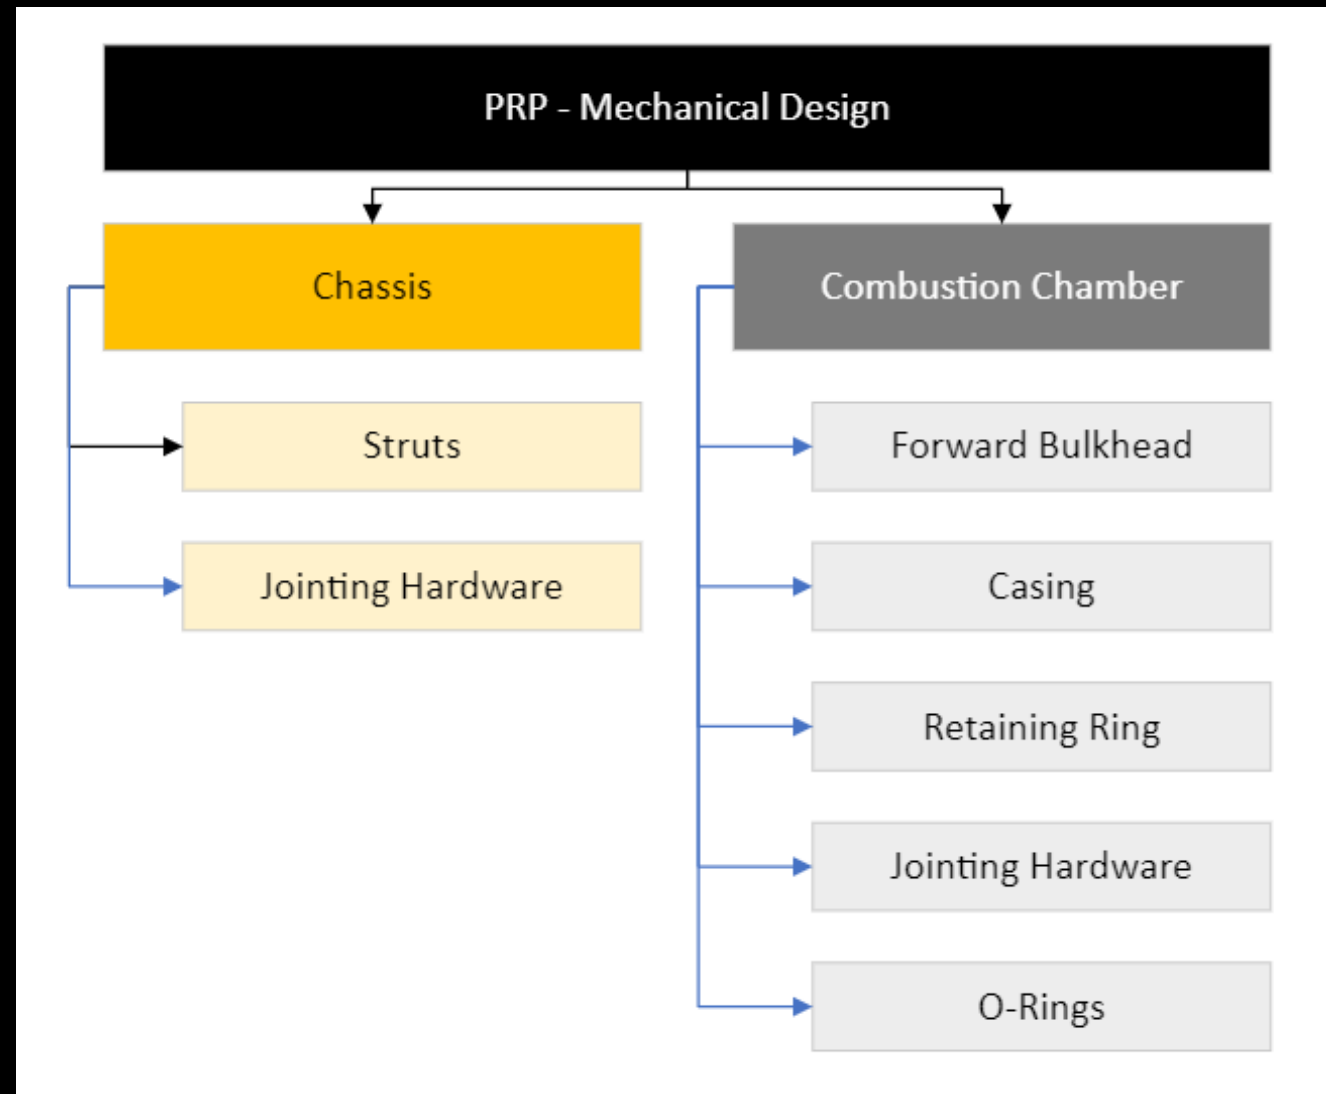 PRP - Mechanical Design
Chassis
Combustion Chamber
Struts
Forward Bulkhead
Jointing Hardware
Casing
Retaining Ring
Jointing Hardware
O-Rings